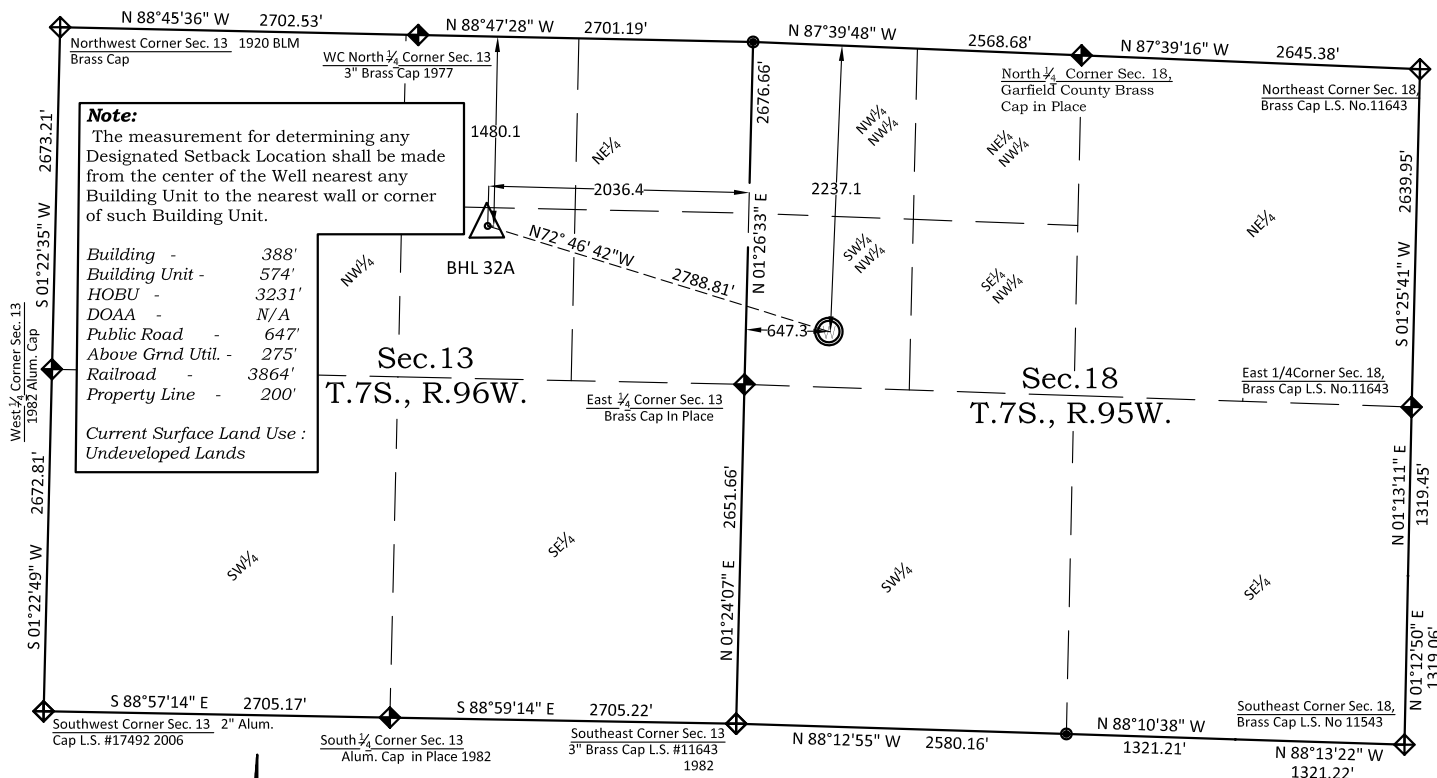 N 88°45'36" W 2702.53'
N 88°47'28" W 2701.19'
N 87°39'48" W 2568.68'
N 87°39'16" W 2645.38'
Northwest Corner Sec. 13 1920 BLM
Brass Cap
WC North ¼ Corner Sec. 13
3" Brass Cap 1977
North ¼ Corner Sec. 18,
Garfield County Brass
Cap in Place
Northeast Corner Sec. 18,
Brass Cap L.S. No.11643
Note:
The measurement for determining any
Designated Setback Location shall be made
from the center of the Well nearest any
Building Unit to the nearest wall or corner
of such Building Unit.
Building - 388'
Building Unit - 574'
HOBU - 3231'
DOAA - N/A
Public Road - 647'
Above Grnd Util. - 275'
Railroad - 3864'
Property Line - 200'
Current Surface Land Use :
Undeveloped Lands
S 01°22'35" W 2673.21'
1480.1
NE¼
2676.66'
N 01°26'33" E
NW¼
NW¼
NE¼
NW¼
2036.4
2237.1
NE¼
2639.95'
S 01°25'41" W
BHL 32A
NW¼
N72° 46' 42"W 2788.81'
SW¼
NW¼
SE¼
NW¼
647.3
West ¼ Corner Sec. 13
1982 Alum. Cap
Sec.13
T.7S., R.96W.
East ¼ Corner Sec. 13
Brass Cap In Place
Sec.18
T.7S., R.95W.
East 1/4Corner Sec. 18,
Brass Cap L.S. No.11643
S 01°22'49" W 2672.81'
SW¼
SE¼
N 01°24'07" E 2651.66'
SW¼
SE¼
N 01°13'11" E
1319.45'
N 01°12'50" E
1319.06'
S 88°57'14" E 2705.17'
S 88°59'14" E 2705.22'
Southwest Corner Sec. 13 2" Alum.
Cap L.S. #17492 2006
South ¼ Corner Sec. 13
Alum. Cap in Place 1982
Southeast Corner Sec. 13
3" Brass Cap L.S. #11643
1982
N 88°12'55" W 2580.16'
N 88°10'38" W
1321.21'
Southeast Corner Sec. 18,
Brass Cap L.S. No 11543
N 88°13'22" W
1321.22'